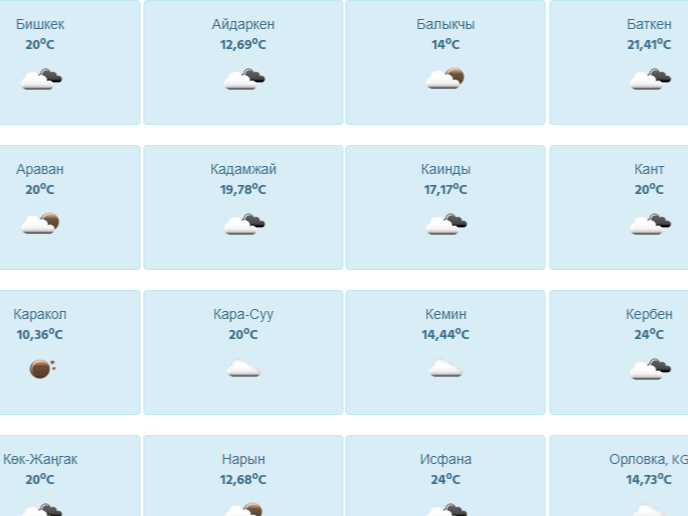 Бишкек
20°C
Айдаркен
12,69°C
Балыкчы
14°C
Баткен
21,41°C
Араван
20°C
Кадамжай
19,78°C
Каинды
17,17°C
Кант
20°C
Каракол
10,36°C
Кара-Суу
20°C
Кемин
14,44°C
Кербен
24°C
Көк-Жаңгак
20°C
Нарын
12,68°C
Исфана
24°C
Орловка, KG
14,73°C